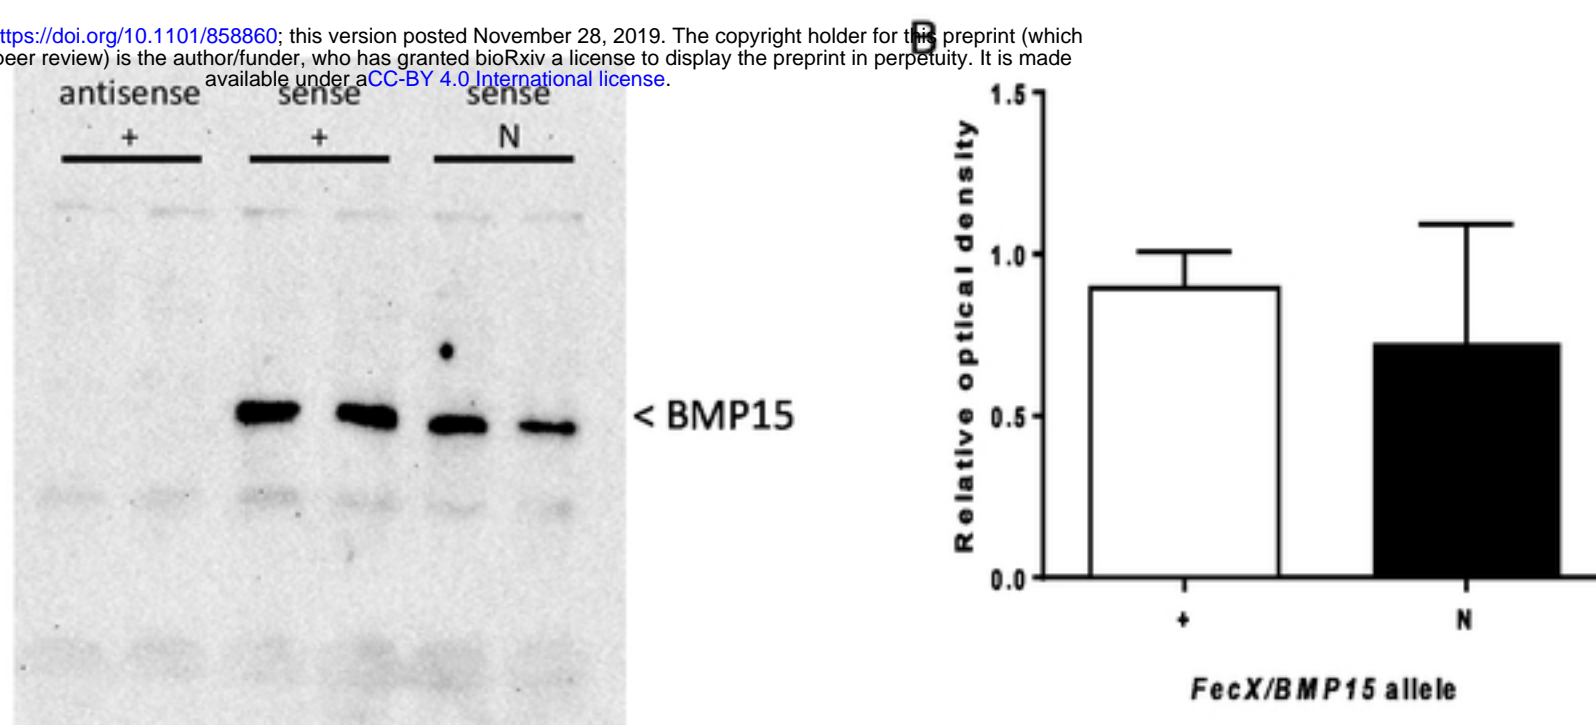 ttps://doi.org/10.1101/858860; this version posted November 28, 2019. The copyright holder for this preprint (which
peer review) is the author/funder, who has granted bioRxiv a license to display the preprint in perpetuity. It is made
available under aCC-BY 4.0 International license.
B
antisense sense sense
+ + N
< BMP15
Relative optical density
1.5
1.0
0.5
0.0
+ N
FecX/BMP15 allele